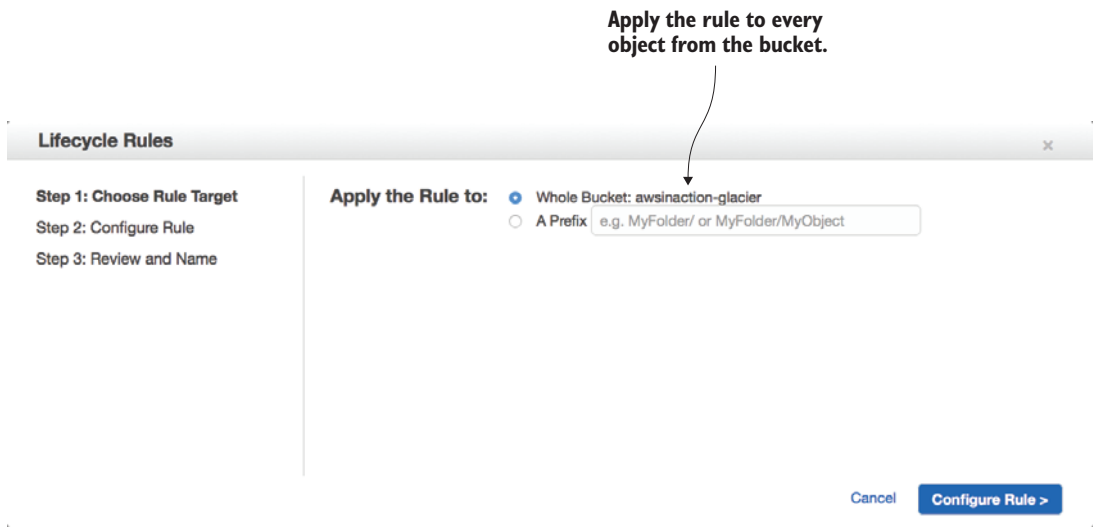 Apply the rule to every
object from the bucket.
Lifecycle Rules
×
Step 1: Choose Rule Target
Step 2: Configure Rule
Step 3: Review and Name
Apply the Rule to:
Whole Bucket: awsinaction-glacier
A Prefix e.g. MyFolder/ or MyFolder/MyObject
Cancel
Configure Rule >